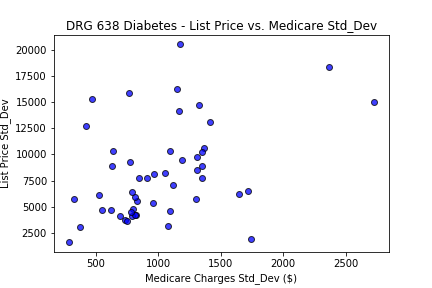 DRG 638 Diabetes - List Price vs. Medicare Std_Dev
List Price Std_Dev
20000
17500
15000
12500
10000
7500
5000
2500
500 1000 1500 2000 2500
Medicare Charges Std_Dev ($)